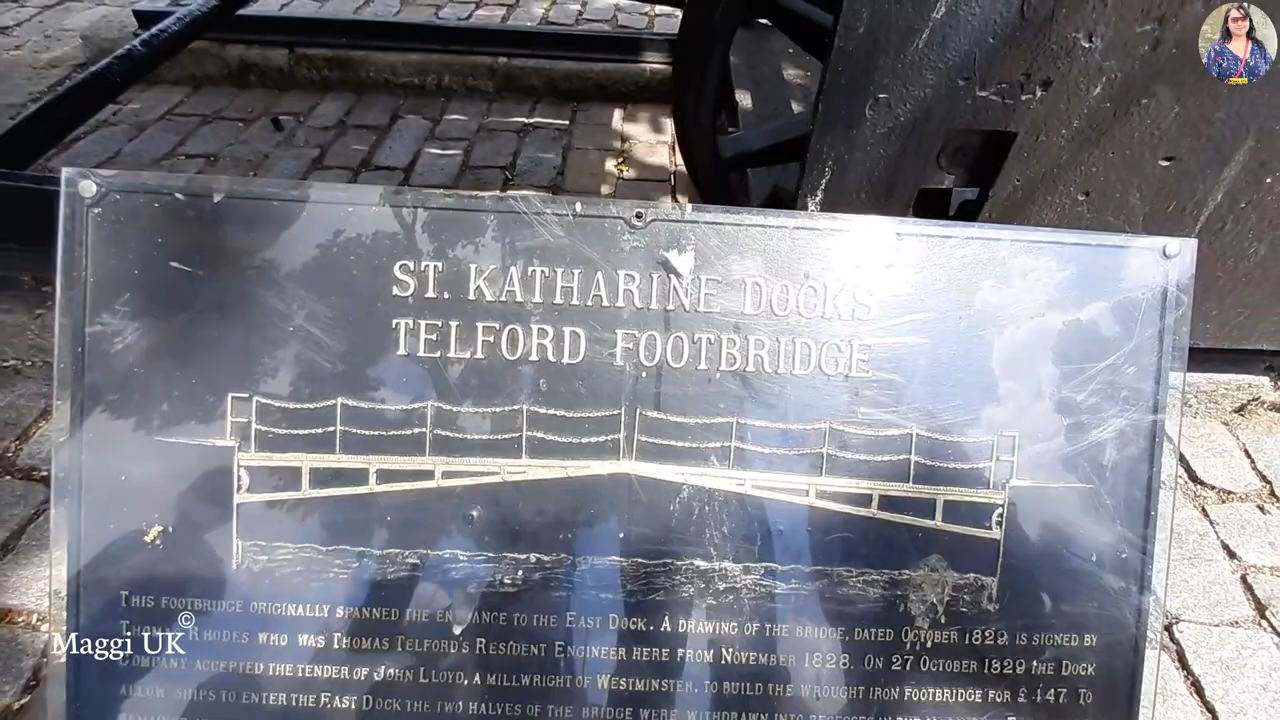 ST. KATHARINE DOCKS
TELFORD FOOTBRIDGE
THIS FOOTBRIDGE ORIGINALLY SPANNED THE ENTRANCE TO THE EAST DOCK. A DRAWING OF THE BRIDGE, DATED OCTOBER 1829, IS SIGNED BY
THOMAS RHODES WHO WAS THOMAS TELFORD'S RESIDENT ENGINEER HERE FROM NOVEMBER 1828. ON 27 OCTOBER 1829 THE DOCK
COMPANY ACCEPTED THE TENDER OF JOHN LLOYD, A MILLWRIGHT OF WESTMINSTER, TO BUILD THE WROUGHT IRON FOOTBRIDGE FOR £447. TO
ALLOW SHIPS TO ENTER THE EAST DOCK THE TWO HALVES OF THE BRIDGE WERE WITHDRAWN INTO RECESSES IN THE
Maggi UK©